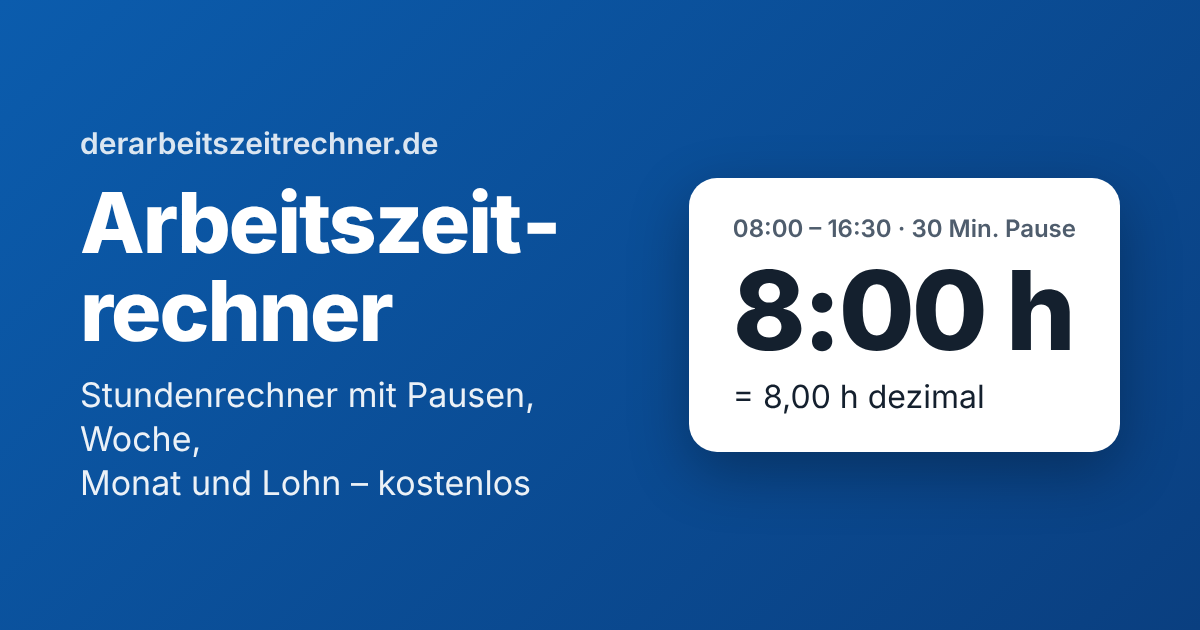 derarbeitszeitrechner.de
Arbeitszeit-
rechner
Stundenrechner mit Pausen,
Woche,
Monat und Lohn – kostenlos
08:00 – 16:30 · 30 Min. Pause
8:00 h
= 8,00 h dezimal